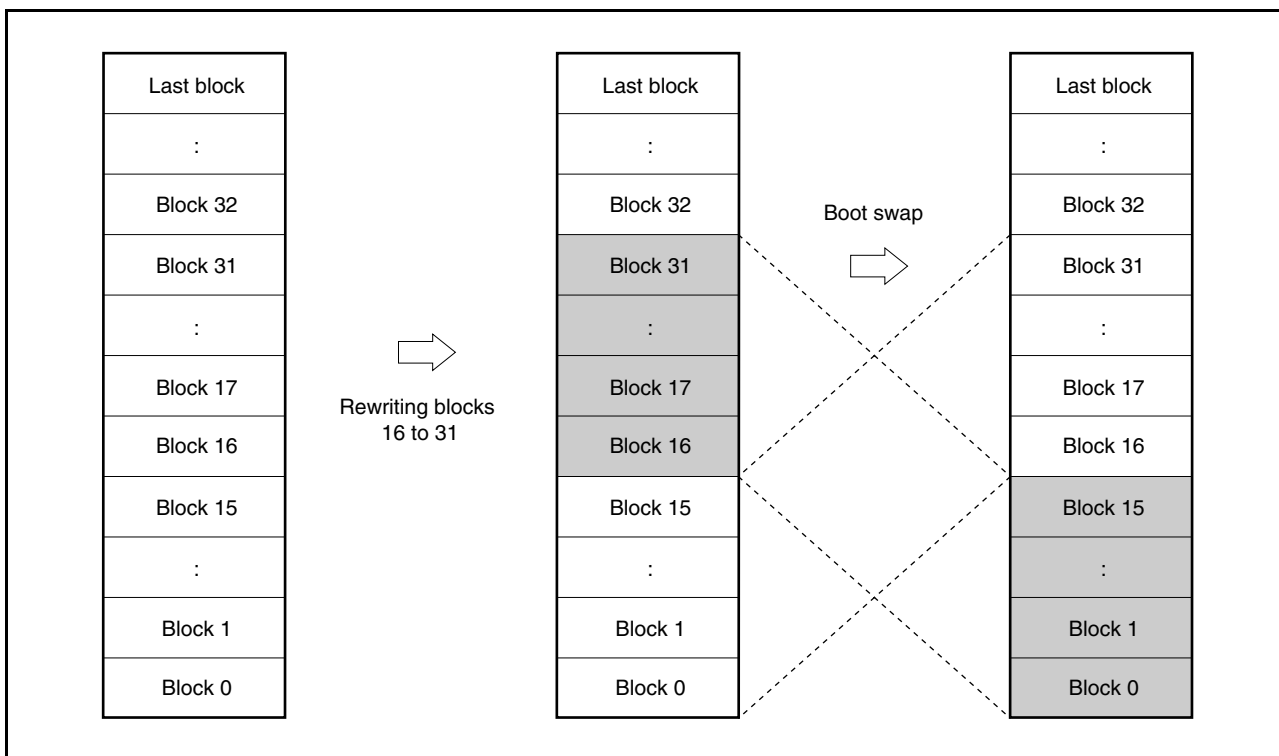 Last block
:
Block 32
Block 31
:
Block 17
Block 16
Block 15
:
Block 1
Block 0
Rewriting blocks
16 to 31
Last block
:
Block 32
Block 31
:
Block 17
Block 16
Block 15
:
Block 1
Block 0
Boot swap
Last block
:
Block 32
Block 31
:
Block 17
Block 16
Block 15
:
Block 1
Block 0